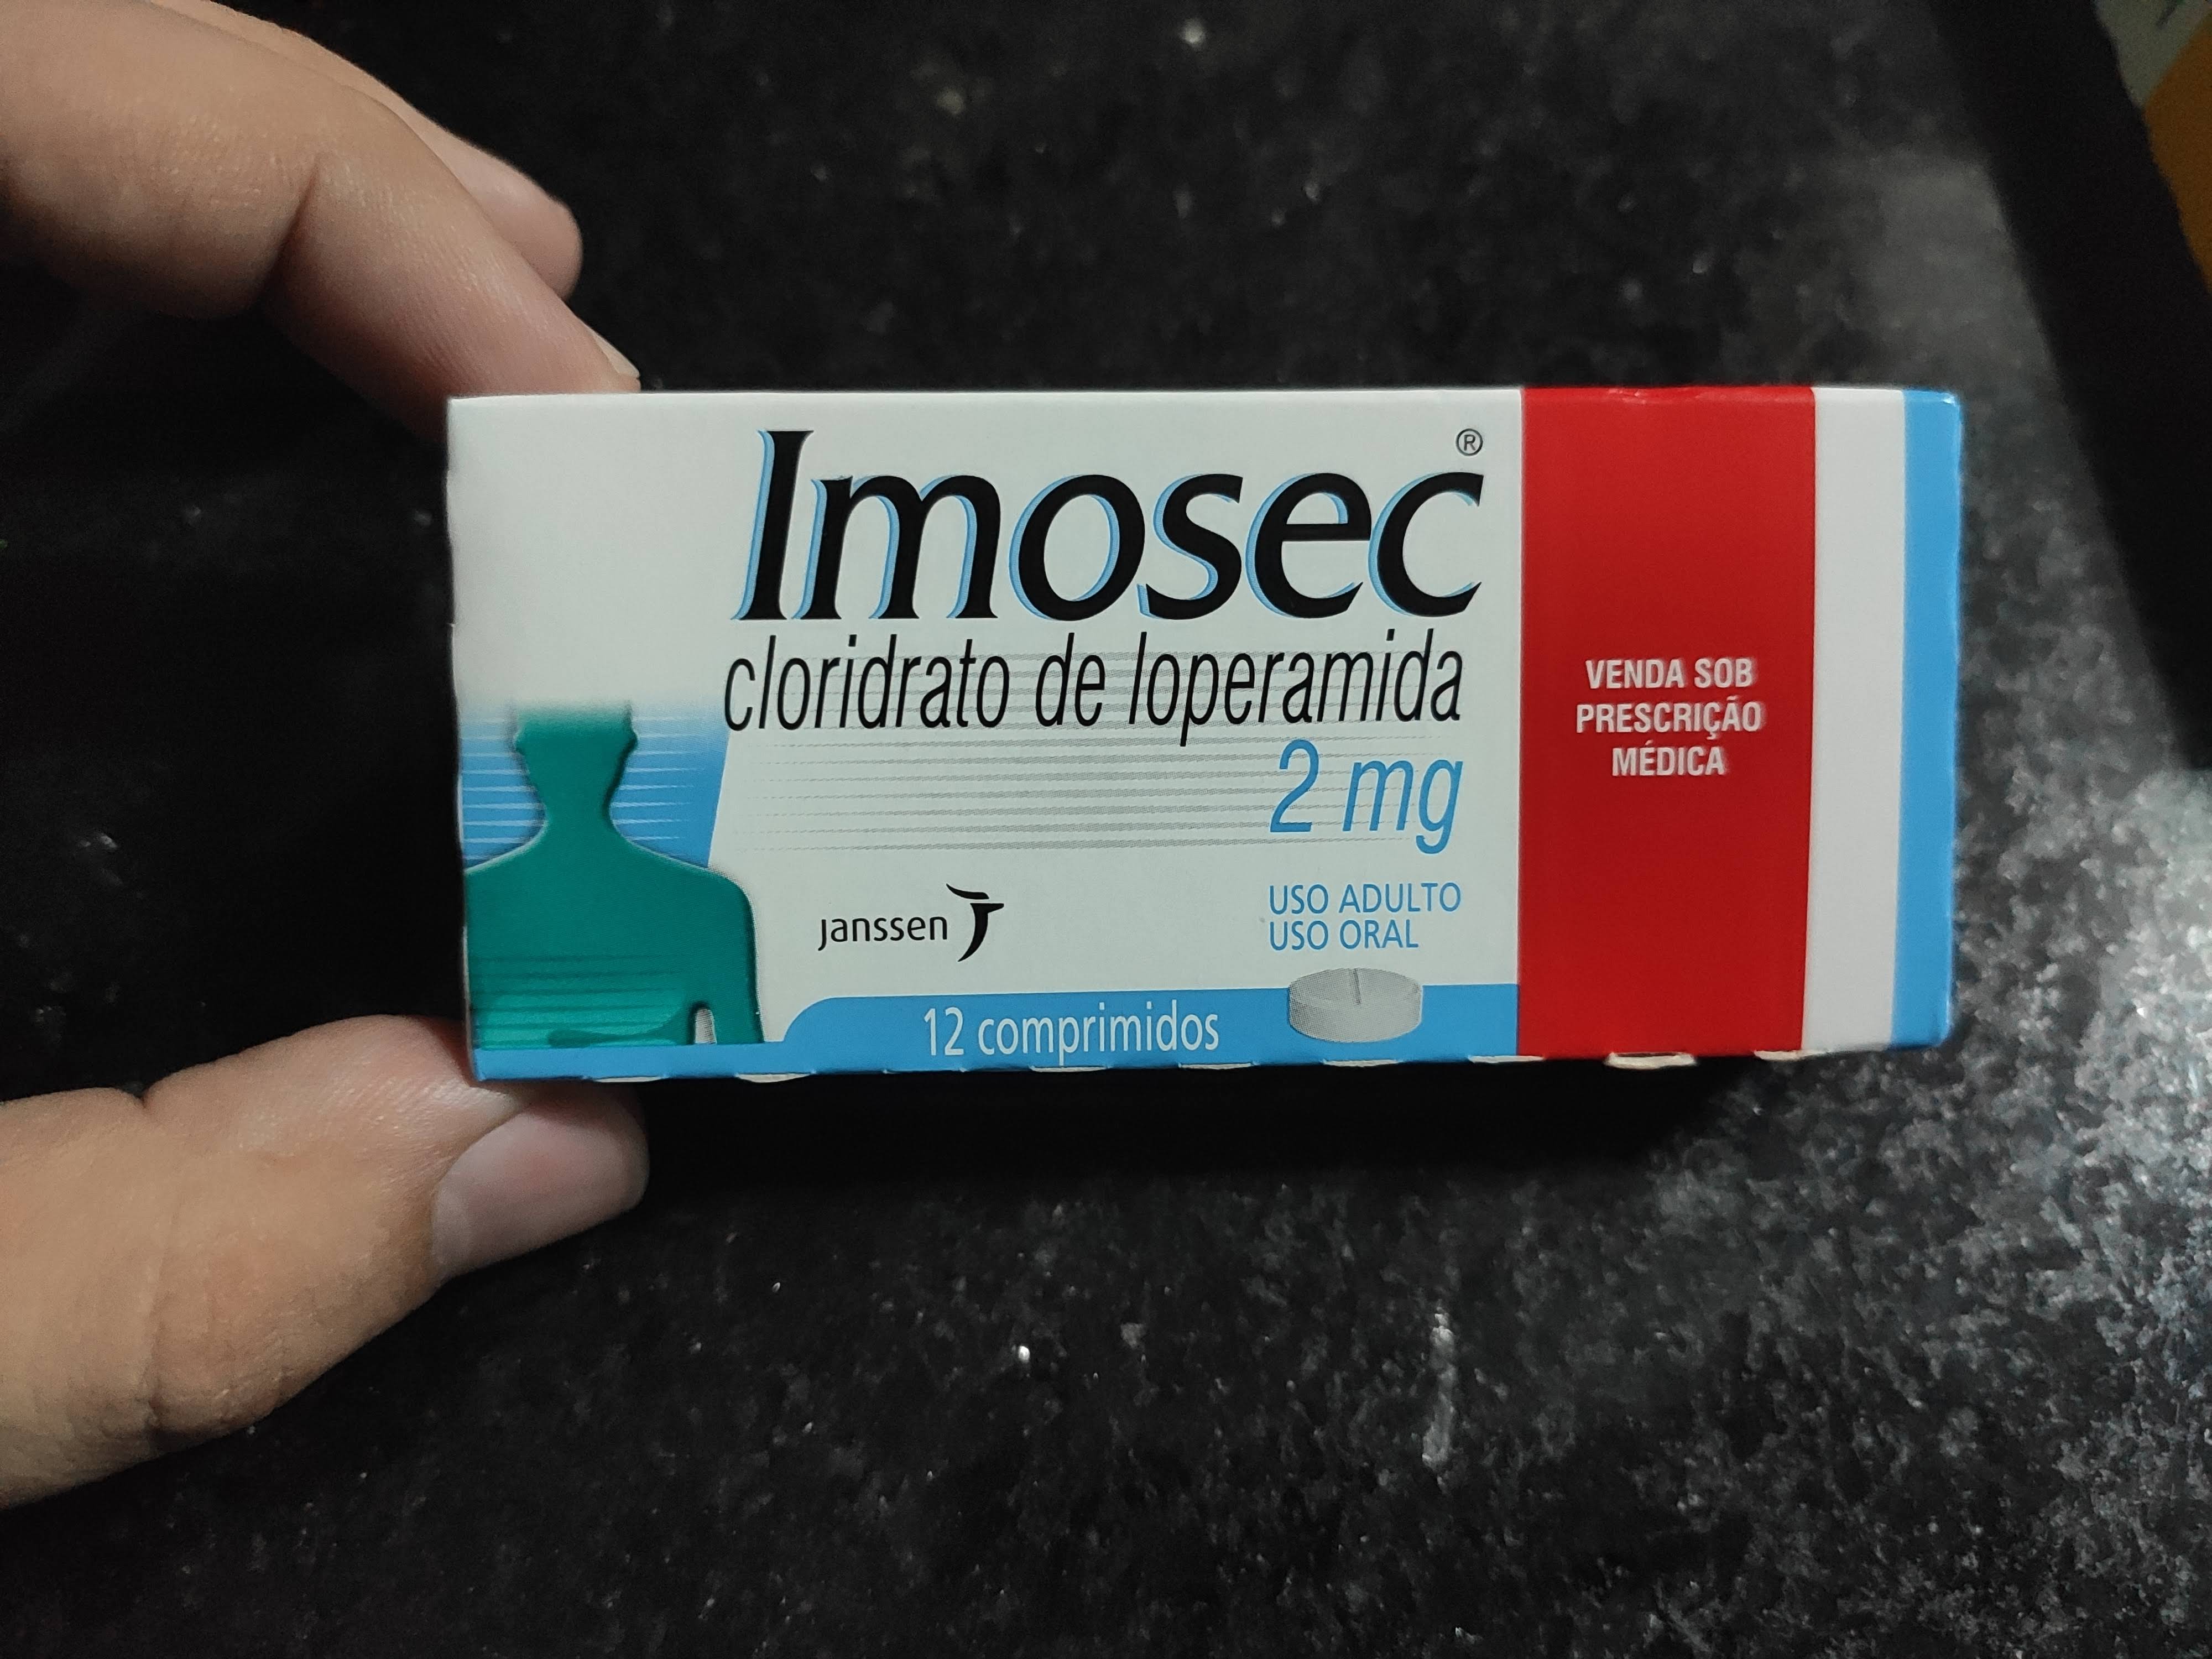 Imosec®
cloridrato de loperamida
2 mg
Janssen
USO ADULTO
USO ORAL
12 comprimidos
VENDA SOB
PRESCRIÇÃO
MÉDICA